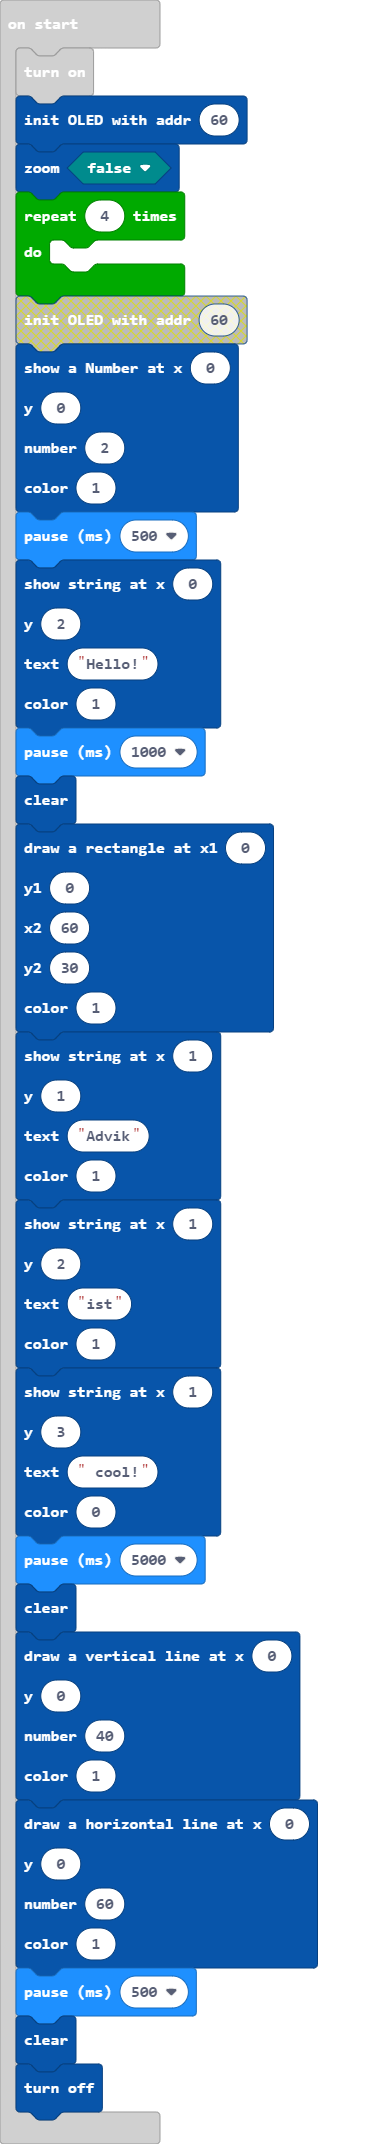 on start
turn on
init OLED with addr 60
zoom false
repeat 4 times
do
init OLED with addr 60
show a Number at x 0
y 0
number 2
color 1
pause (ms) 500
show string at x 0
y 2
text "Hello!"
color 1
pause (ms) 1000
clear
draw a rectangle at x1 0
y1 0
x2 60
y2 30
color 1
show string at x 1
y 1
text "Advik"
color 1
show string at x 1
y 2
text "ist"
color 1
show string at x 1
y 3
text " cool!"
color 0
pause (ms) 5000
clear
draw a vertical line at x 0
y 0
number 40
color 1
draw a horizontal line at x 0
y 0
number 60
color 1
pause (ms) 500
clear
turn off